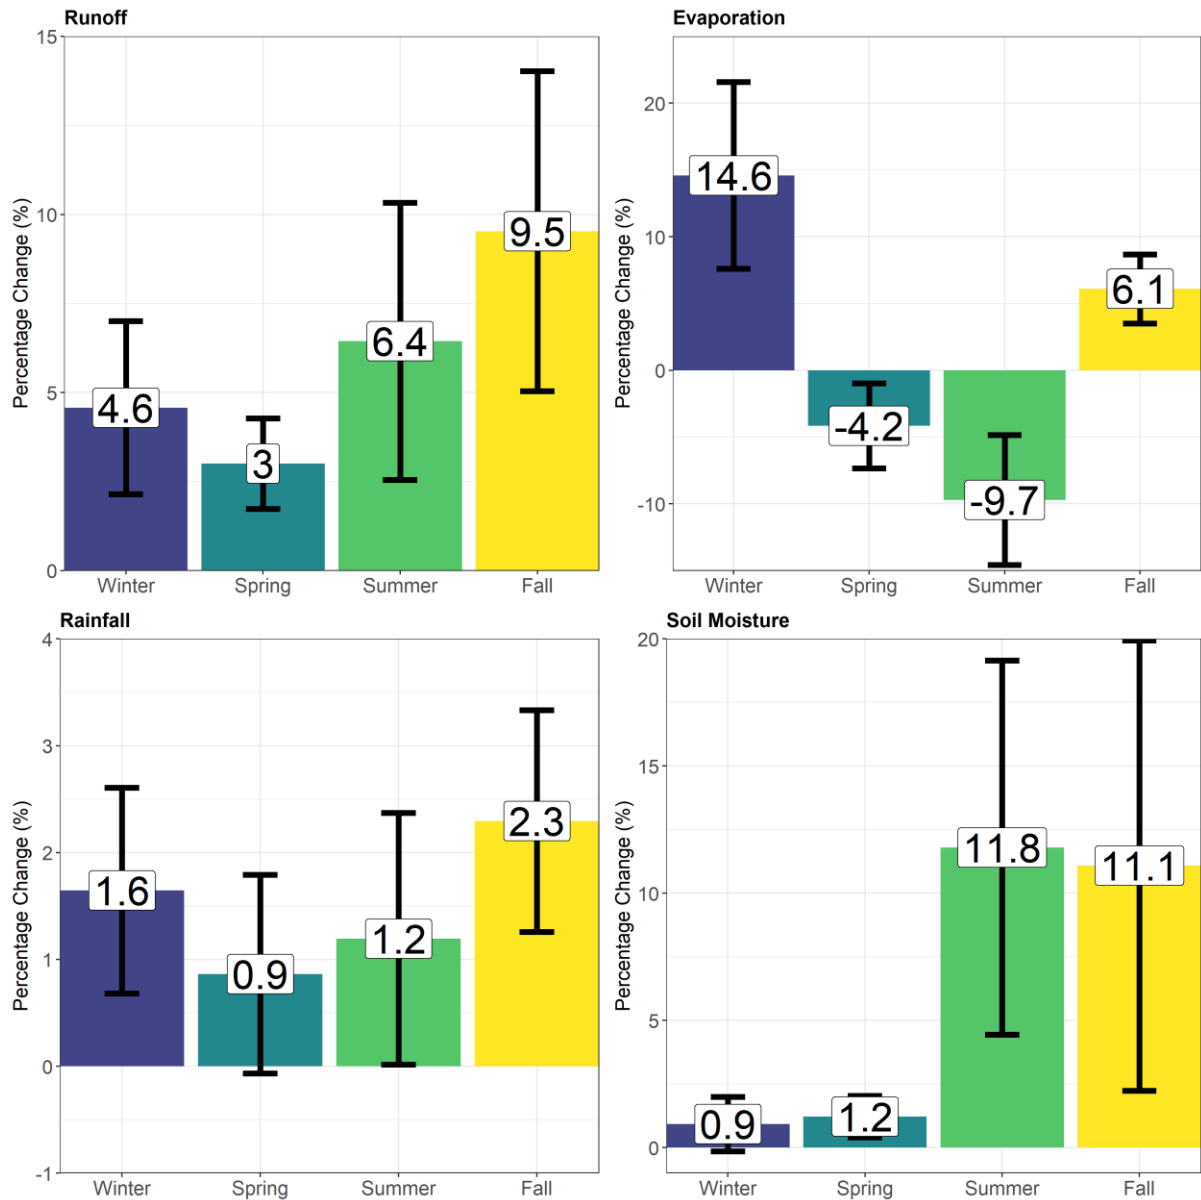 Runoff
Percentage Change (%)
15
10
5
0
4.6
3
6.4
9.5
Winter Spring Summer Fall
Evaporation
Percentage Change (%)
20
10
0
-10
14.6
-4.2
-9.7
6.1
Winter Spring Summer Fall
Rainfall
Percentage Change (%)
4
3
2
1
0
-1
1.6
0.9
1.2
2.3
Winter Spring Summer Fall
Soil Moisture
Percentage Change (%)
20
15
10
5
0
0.9
1.2
11.8
11.1
Winter Spring Summer Fall